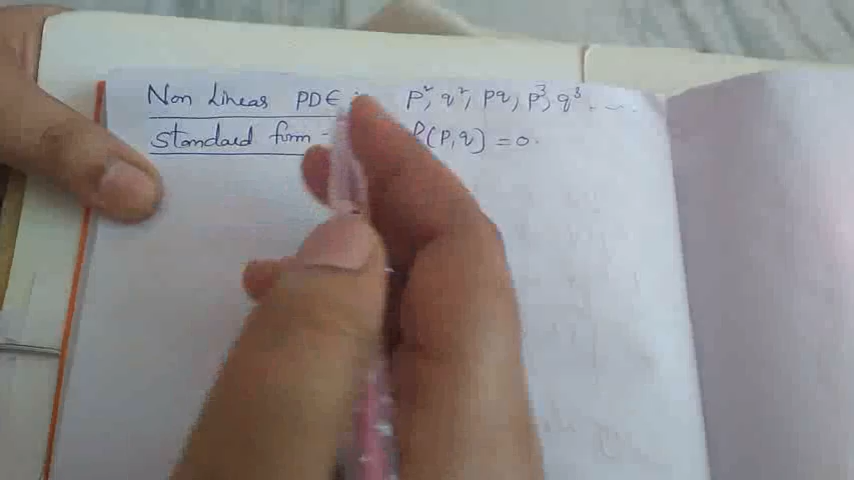 Non Linear PDE :- p², q², pq, p³, q³ . ....
Standard form - f(p,q) = 0.